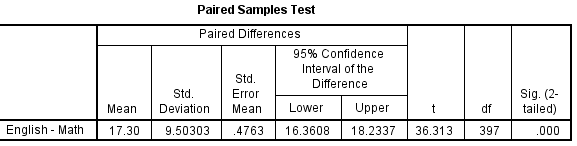 Paired Samples Test
Paired Differences
95% Confidence
Interval of the
Difference
Mean
Std.
Deviation
Std.
Error
Mean
Lower
Upper
t
df
Sig. (2-
tailed)
English - Math 17.30 9.50303 .4763 16.3608 18.2337 36.313 397 .000